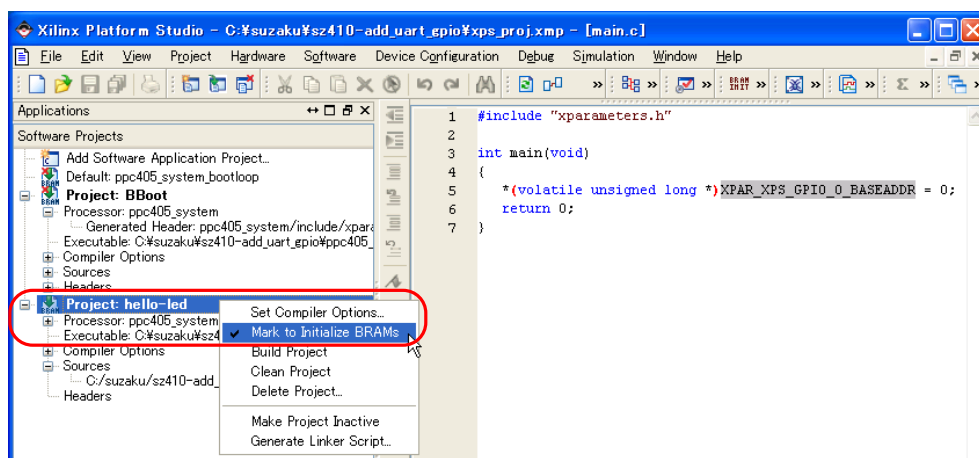 Xilinx Platform Studio - C:¥suzaku¥sz410-add_uart_gpio¥xps_proj.xmp - [main.c]
File Edit View Project Hardware Software Device Configuration Debug Simulation Window Help
BRAM INIT
Applications
Software Projects
Add Software Application Project...
Default: ppc405_system_bootloop
Project: BBoot
Processor: ppc405_system
Generated Header: ppc405_system/include/xpara
Executable: C:¥suzaku¥sz410-add_uart_gpio¥ppc405_
Compiler Options
Sources
Headers
Project: hello-led
Processor: ppc405_system
Executable: C:¥suzaku¥sz4
Compiler Options
Sources
C:/suzaku/sz410-add_
Headers
Set Compiler Options...
Mark to Initialize BRAMs
Build Project
Clean Project
Delete Project...
Make Project Inactive
Generate Linker Script...
1 #include "xparameters.h"
2
3 int main(void)
4 {
5 *(volatile unsigned long *)XPAR_XPS_GPIO_0_BASEADDR = 0;
6 return 0;
7 }